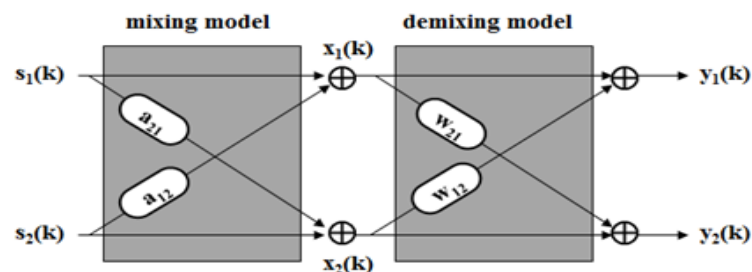 mixing model
demixing model
s₁(k)
x₁(k)
y₁(k)
a₂₁
w₂₁
a₁₂
w₁₂
s₂(k)
x₂(k)
y₂(k)